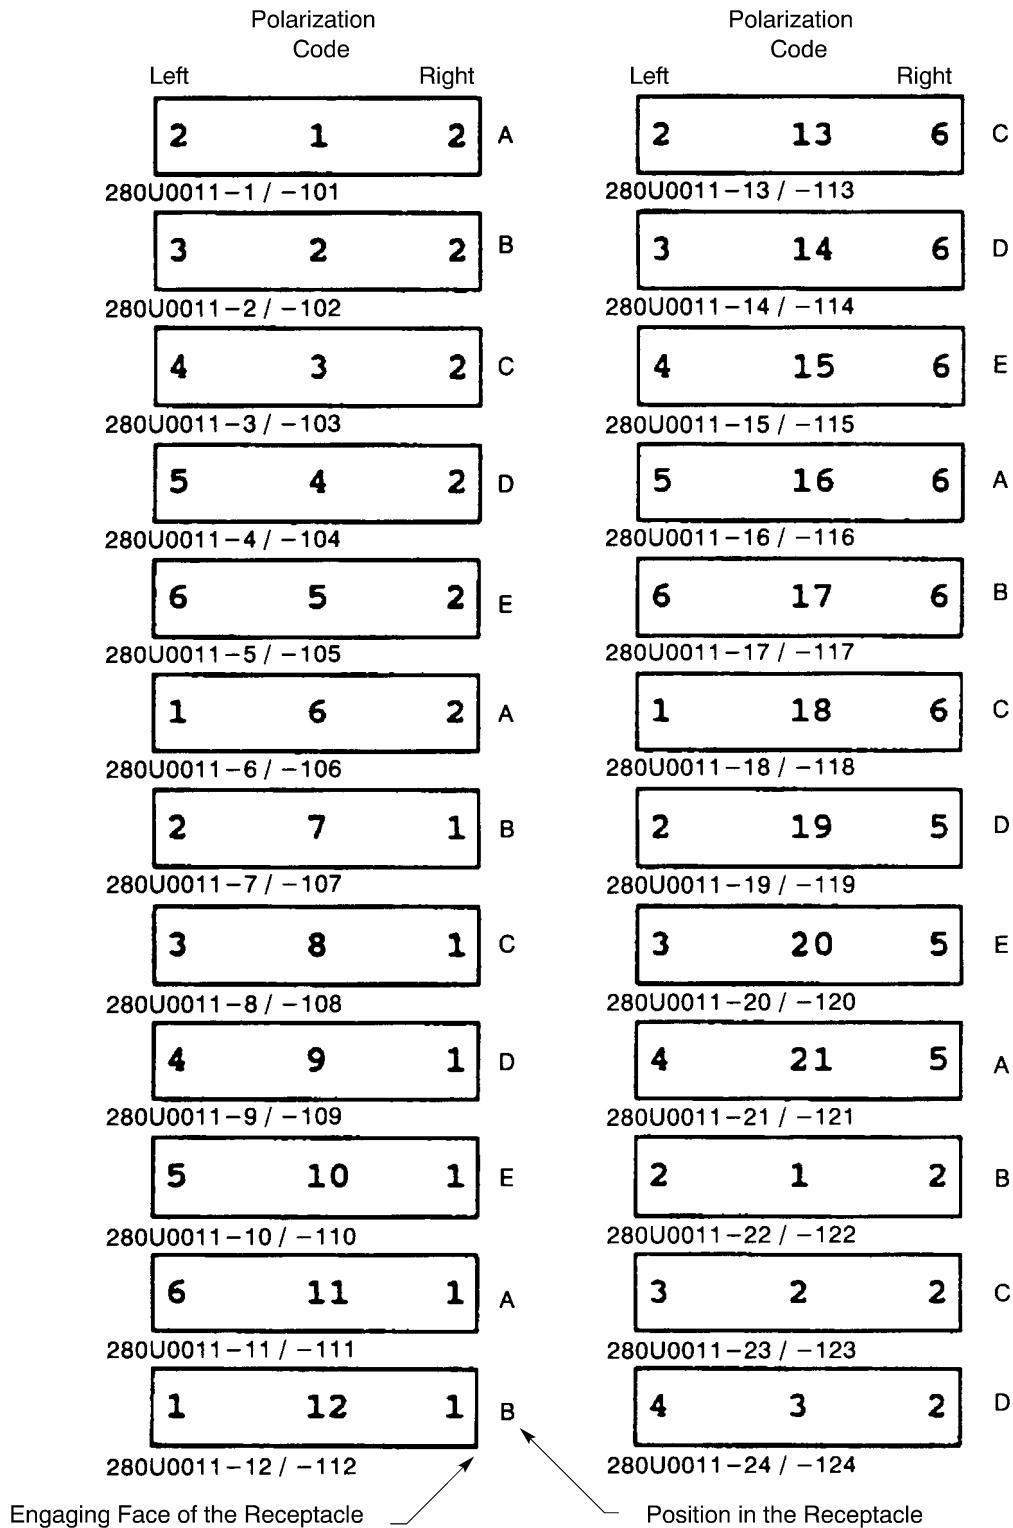 Polarization
Code
Left Right
2 1 2 A
280U0011-1 / -101
3 2 2 B
280U0011-2 / -102
4 3 2 C
280U0011-3 / -103
5 4 2 D
280U0011-4 / -104
6 5 2 E
280U0011-5 / -105
1 6 2 A
280U0011-6 / -106
2 7 1 B
280U0011-7 / -107
3 8 1 C
280U0011-8 / -108
4 9 1 D
280U0011-9 / -109
5 10 1 E
280U0011-10 / -110
6 11 1 A
280U0011-11 / -111
1 12 1 B
280U0011-12 / -112
Engaging Face of the Receptacle
Polarization
Code
Left Right
2 13 6 C
280U0011-13 / -113
3 14 6 D
280U0011-14 / -114
4 15 6 E
280U0011-15 / -115
5 16 6 A
280U0011-16 / -116
6 17 6 B
280U0011-17 / -117
1 18 6 C
280U0011-18 / -118
2 19 5 D
280U0011-19 / -119
3 20 5 E
280U0011-20 / -120
4 21 5 A
280U0011-21 / -121
2 1 2 B
280U0011-22 / -122
3 2 2 C
280U0011-23 / -123
4 3 2 D
280U0011-24 / -124
Position in the Receptacle